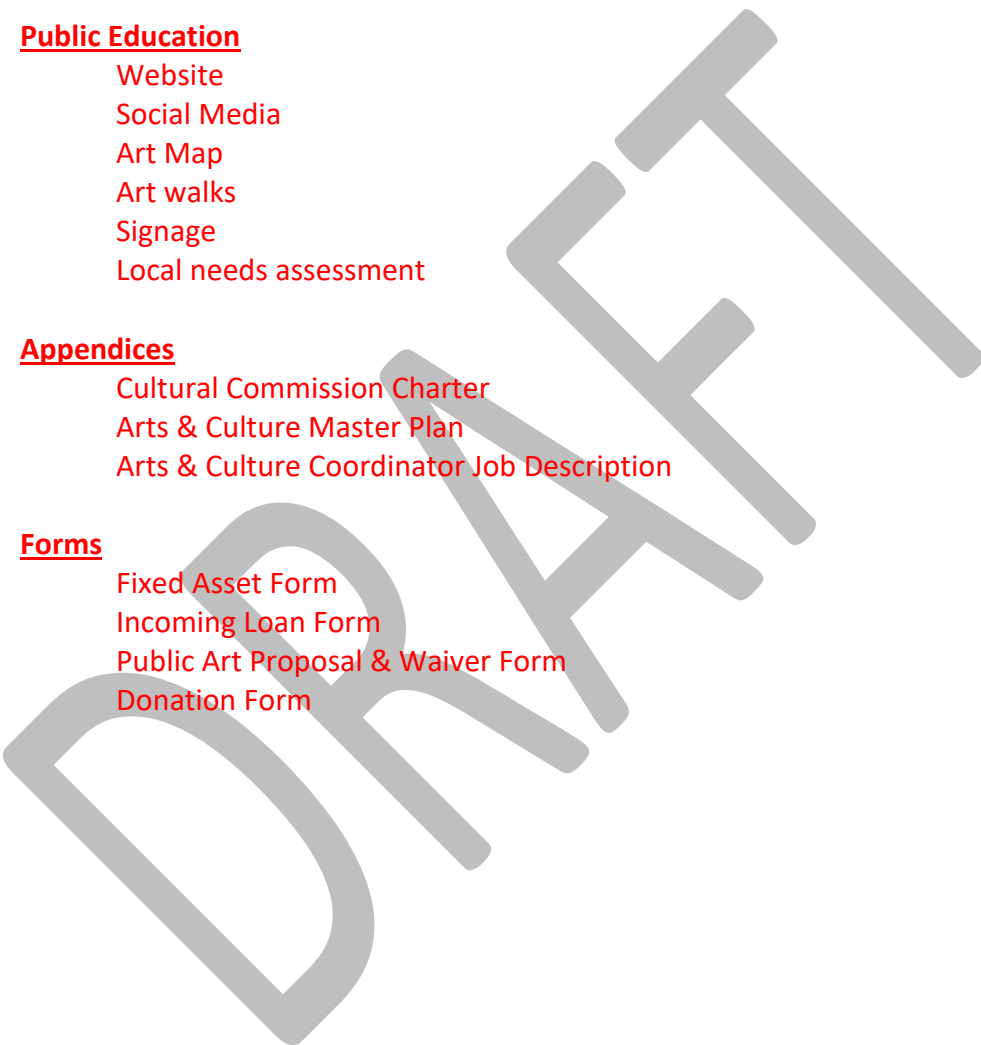 Public Education
Website
Social Media
Art Map
Art walks
Signage
Local needs assessment
Appendices
Cultural Commission Charter
Arts & Culture Master Plan
Arts & Culture Coordinator Job Description
Forms
Fixed Asset Form
Incoming Loan Form
Public Art Proposal & Waiver Form
Donation Form
DRAFT